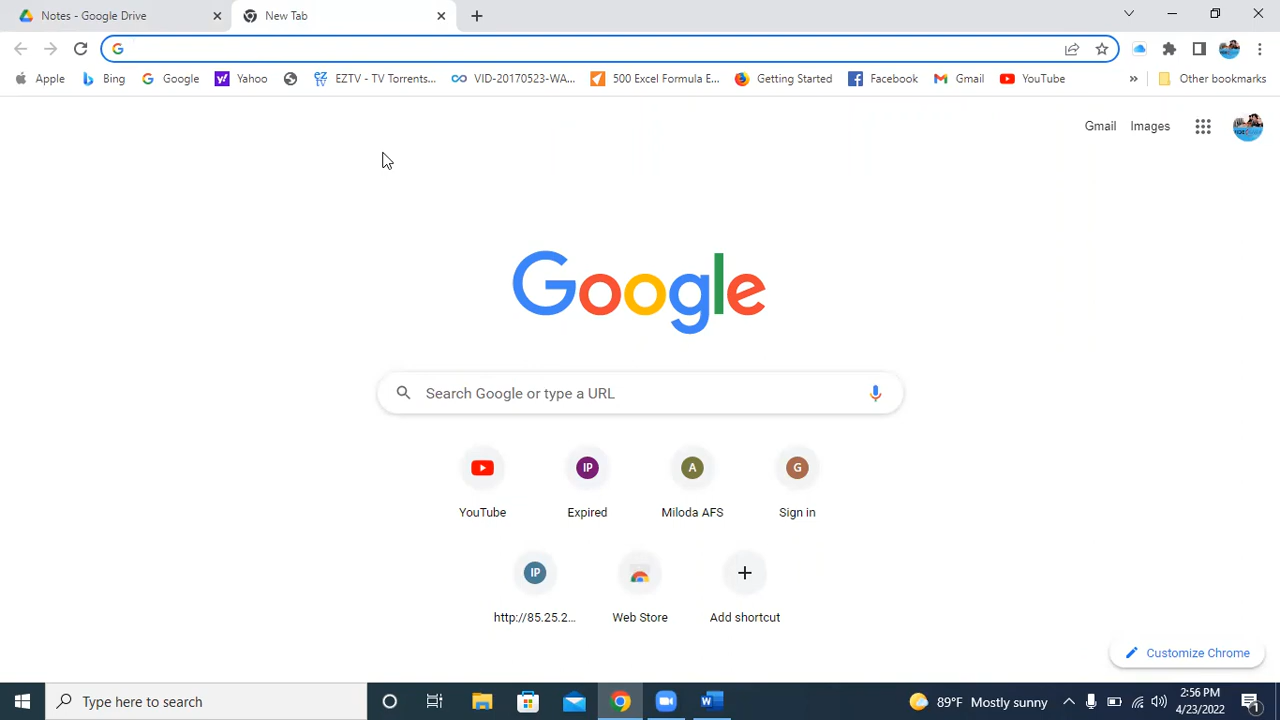 Notes - Google Drive
New Tab
Apple Bing Google Yahoo EZTV - TV Torrents... VID-20170523-WA... 500 Excel Formula E... Getting Started Facebook Gmail YouTube » Other bookmarks
Gmail Images
Google
Search Google or type a URL
IP A G
YouTube Expired Miloda AFS Sign in
IP
http://85.25.2... Web Store Add shortcut
Customize Chrome
Type here to search
89°F Mostly sunny
2:56 PM
4/23/2022
1